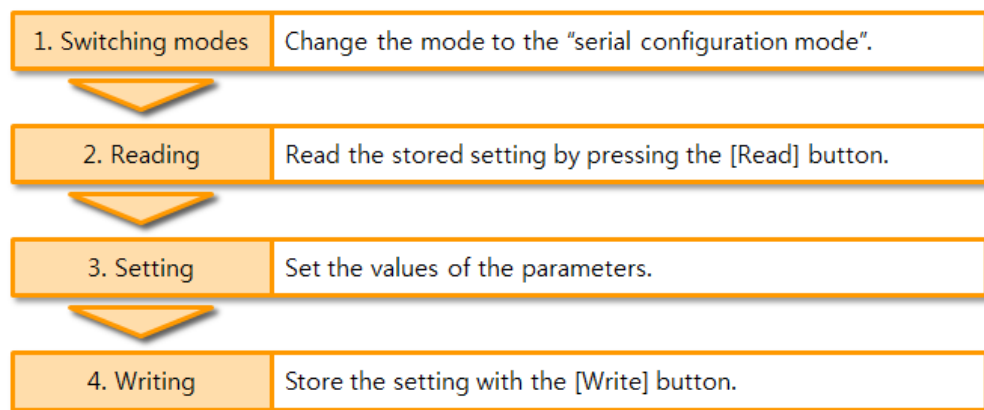 1. Switching modes Change the mode to the “serial configuration mode”.
2. Reading Read the stored setting by pressing the [Read] button.
3. Setting Set the values of the parameters.
4. Writing Store the setting with the [Write] button.